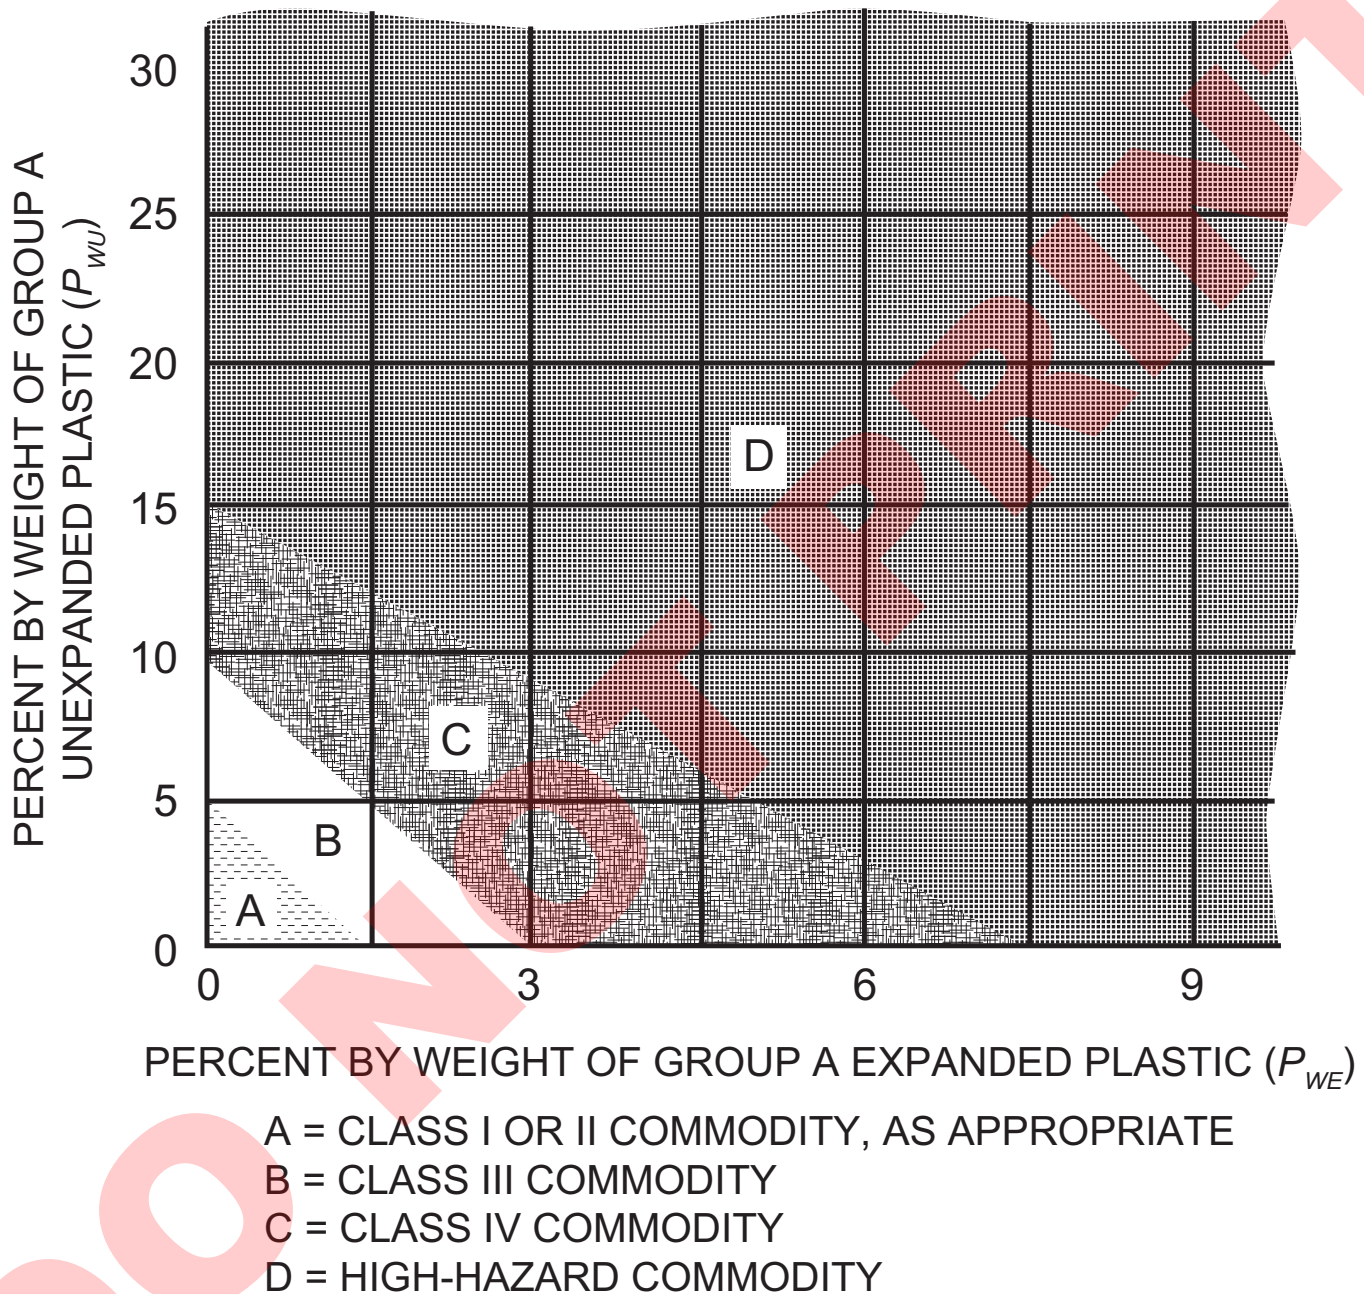 PERCENT BY WEIGHT OF GROUP A
UNEXPANDED PLASTIC (P_WU)
30
25
20
15
10
5
0
D
C
B
A
0 3 6 9
PERCENT BY WEIGHT OF GROUP A EXPANDED PLASTIC (P_WE)
A = CLASS I OR II COMMODITY, AS APPROPRIATE
B = CLASS III COMMODITY
C = CLASS IV COMMODITY
D = HIGH-HAZARD COMMODITY
DO NOT PRINT